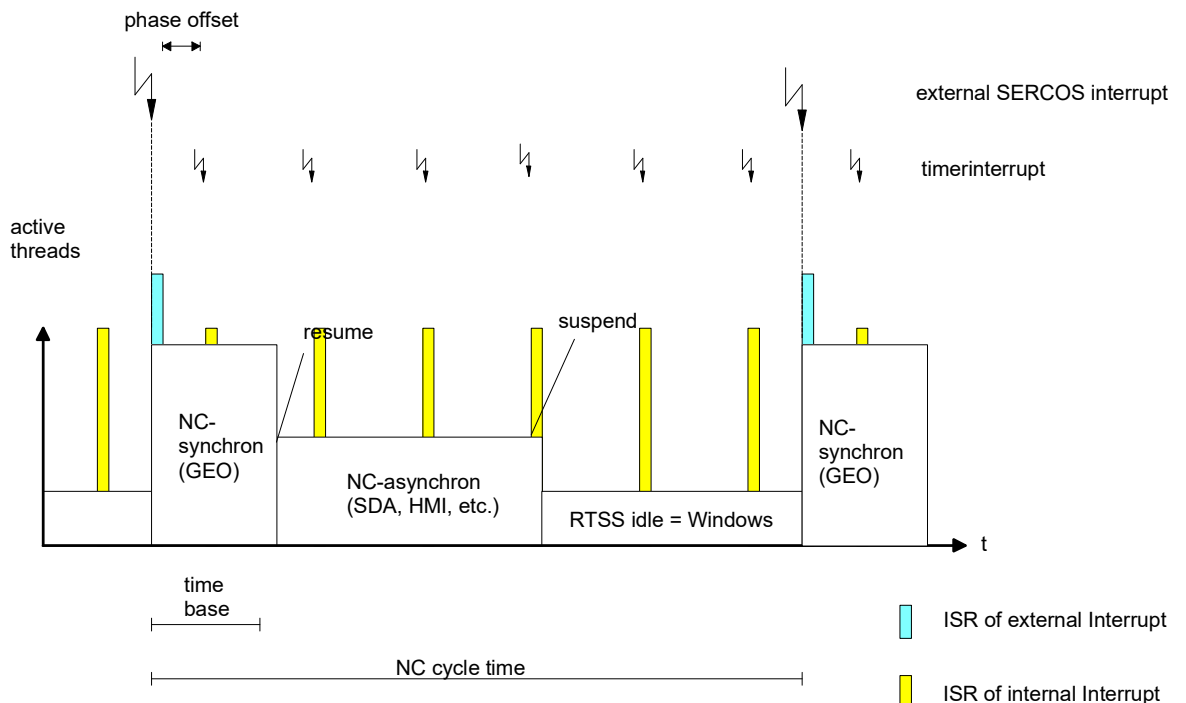 phase offset
external SERCOS interrupt
timerinterrupt
active
threads
resume
suspend
NC-
synchron
(GEO)
NC-asynchron
(SDA, HMI, etc.)
RTSS idle = Windows
NC-
synchron
(GEO)
t
time
base
NC cycle time
ISR of external Interrupt
ISR of internal Interrupt